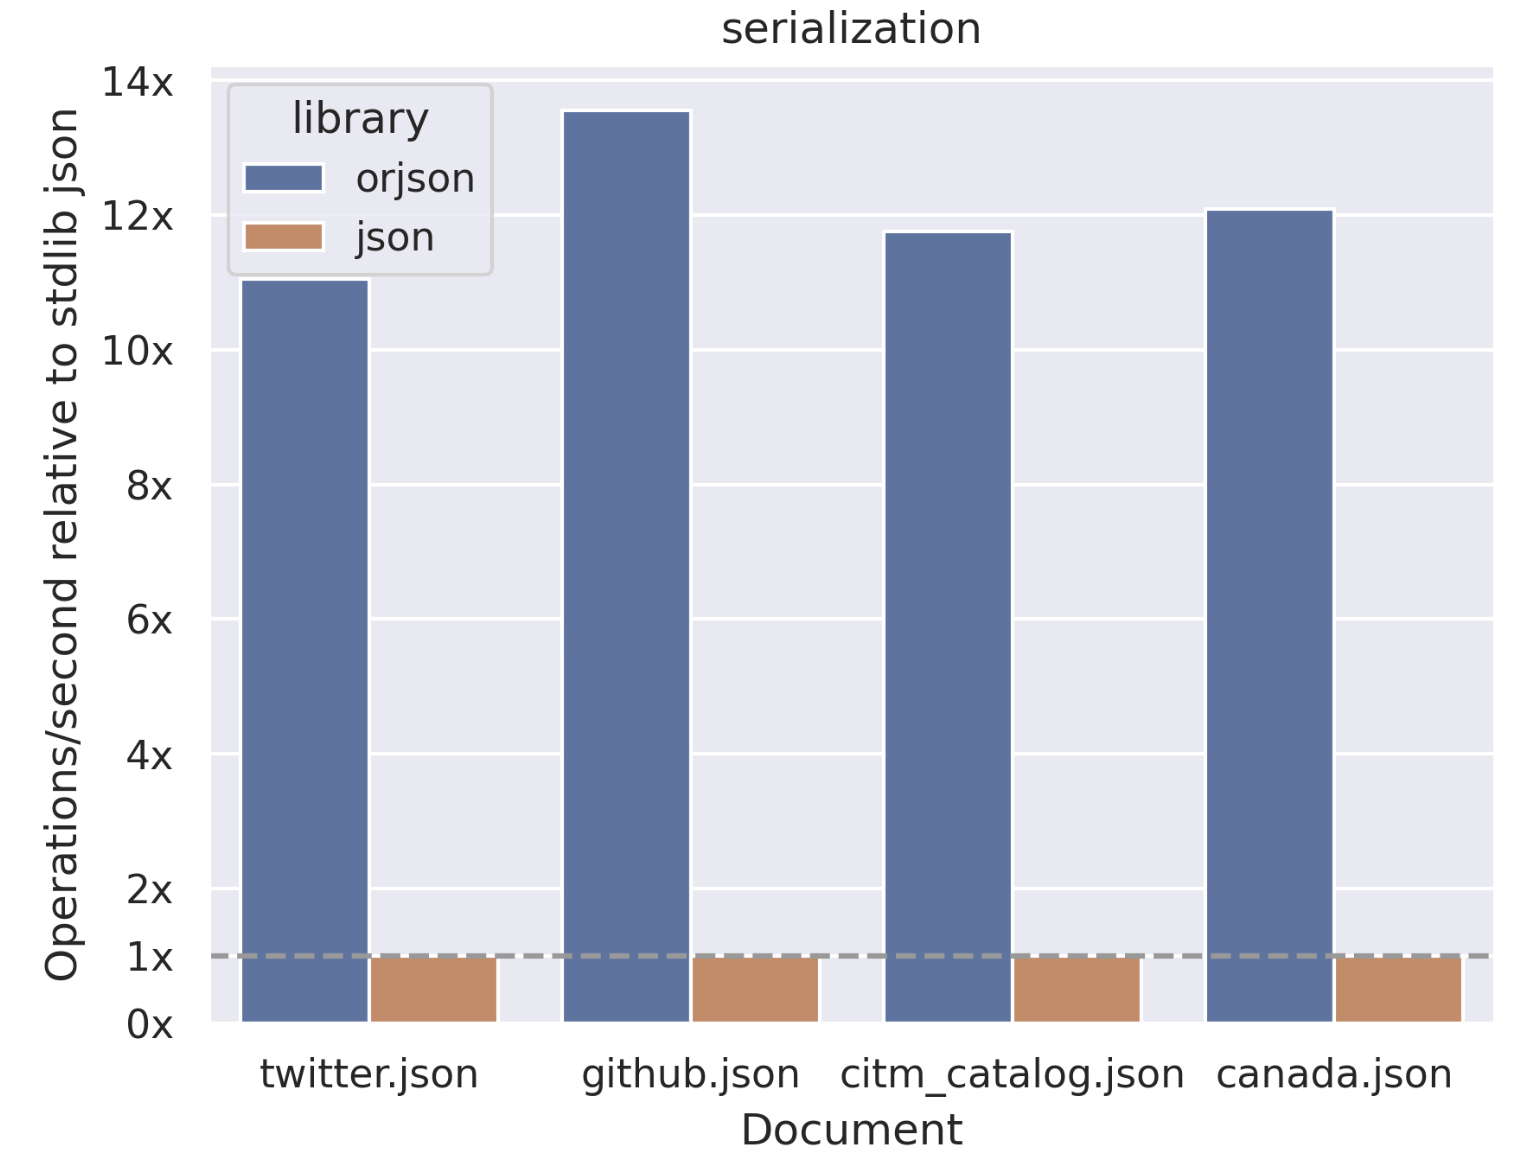 serialization
Operations/second relative to stdlib json
14x
12x
10x
8x
6x
4x
2x
1x
0x
library
orjson
json
twitter.json
github.json
citm_catalog.json
canada.json
Document